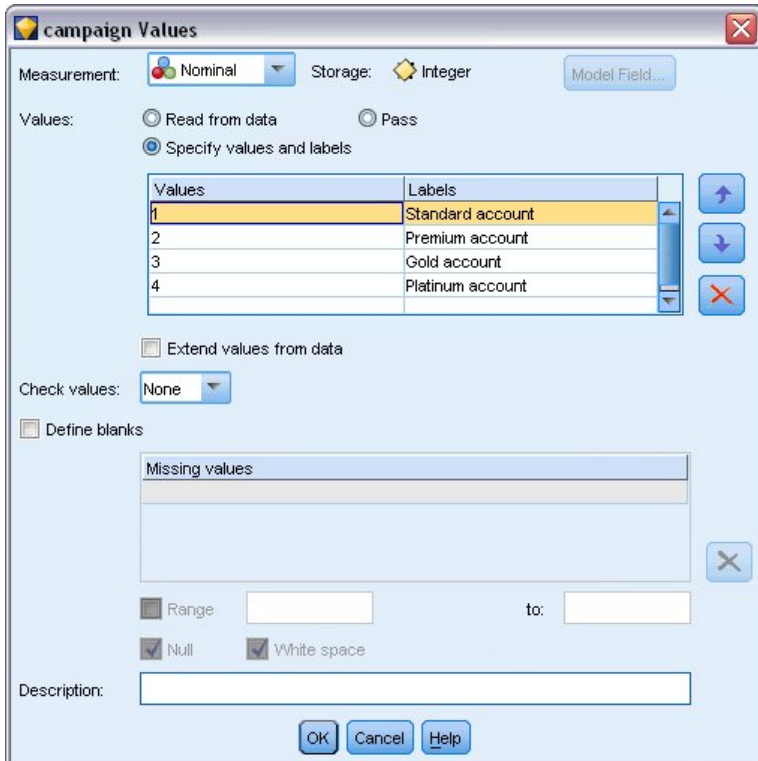 campaign Values
Measurement: Nominal Storage: Integer Model Field...
Values: Read from data Pass
Specify values and labels
Values Labels
1 Standard account
2 Premium account
3 Gold account
4 Platinum account
Extend values from data
Check values: None
Define blanks
Missing values
Range to:
Null White space
Description:
OK Cancel Help